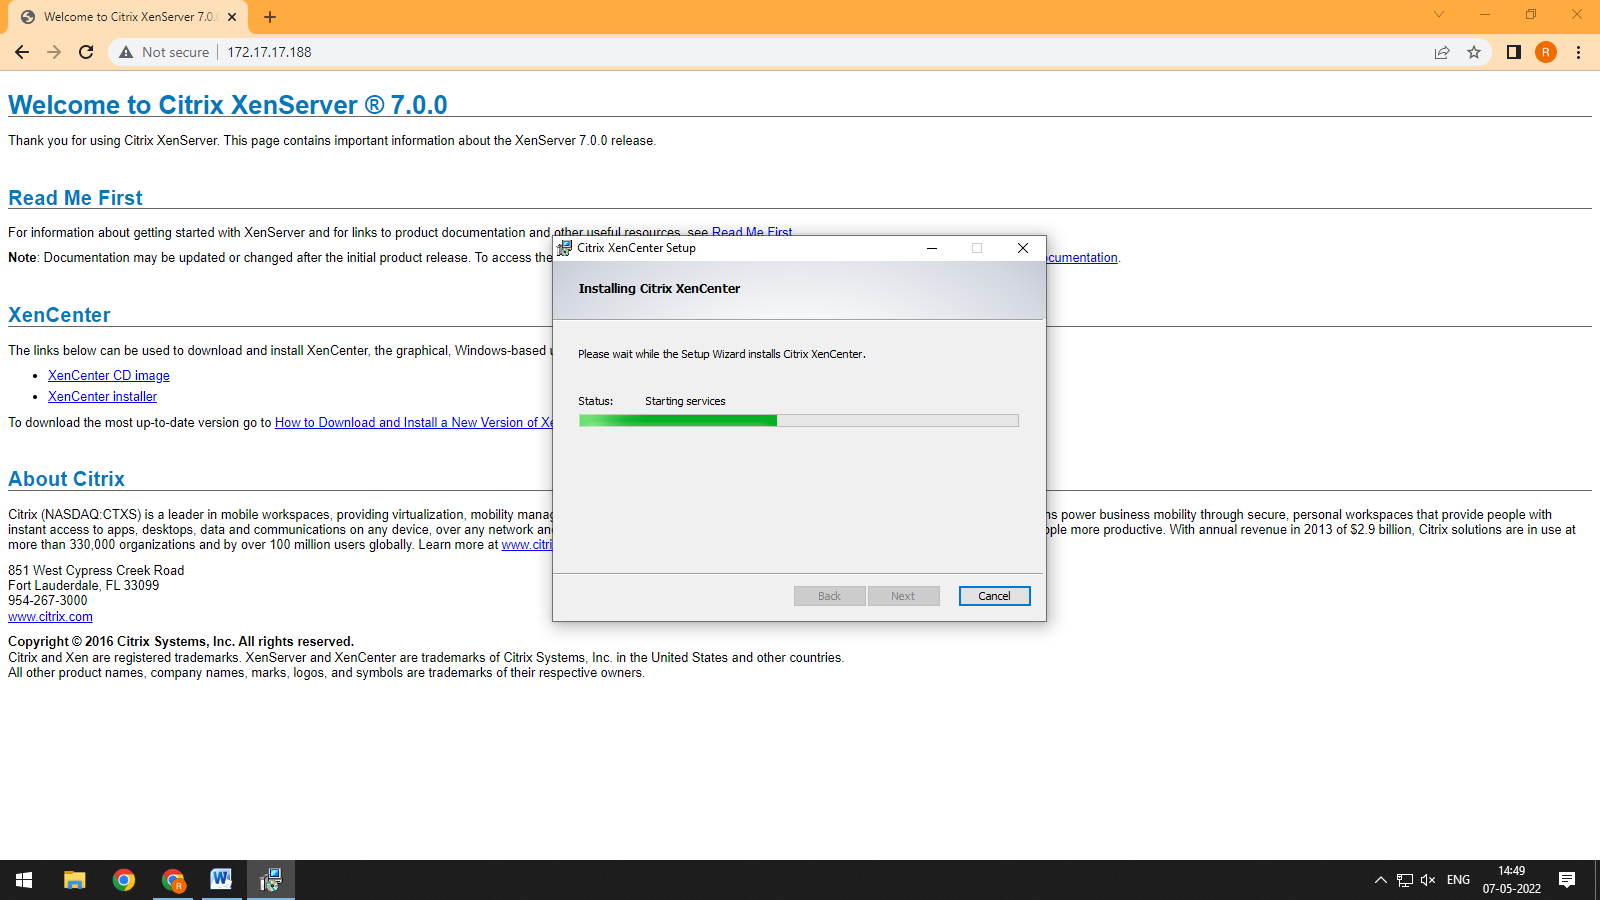 Welcome to Citrix XenServer 7.0.
Not secure 172.17.17.188
R
Welcome to Citrix XenServer ® 7.0.0
Thank you for using Citrix XenServer. This page contains important information about the XenServer 7.0.0 release.
Read Me First
For information about getting started with XenServer and for links to product documentation and other useful resources, see Read Me First
Note: Documentation may be updated or changed after the initial product release. To access the
cumentation.
XenCenter
The links below can be used to download and install XenCenter, the graphical, Windows-based
XenCenter CD image
XenCenter installer
To download the most up-to-date version go to How to Download and Install a New Version of Xe
About Citrix
Citrix (NASDAQ:CTXS) is a leader in mobile workspaces, providing virtualization, mobility manag
ns power business mobility through secure, personal workspaces that provide people with
instant access to apps, desktops, data and communications on any device, over any network an
ople more productive. With annual revenue in 2013 of $2.9 billion, Citrix solutions are in use at
more than 330,000 organizations and by over 100 million users globally. Learn more at www.citri
851 West Cypress Creek Road
Fort Lauderdale, FL 33099
954-267-3000
www.citrix.com
Copyright © 2016 Citrix Systems, Inc. All rights reserved.
Citrix and Xen are registered trademarks. XenServer and XenCenter are trademarks of Citrix Systems, Inc. in the United States and other countries.
All other product names, company names, marks, logos, and symbols are trademarks of their respective owners.
Citrix XenCenter Setup
Installing Citrix XenCenter
Please wait while the Setup Wizard installs Citrix XenCenter.
Status: Starting services
Back Next Cancel
R
W
ENG
14:49
07-05-2022